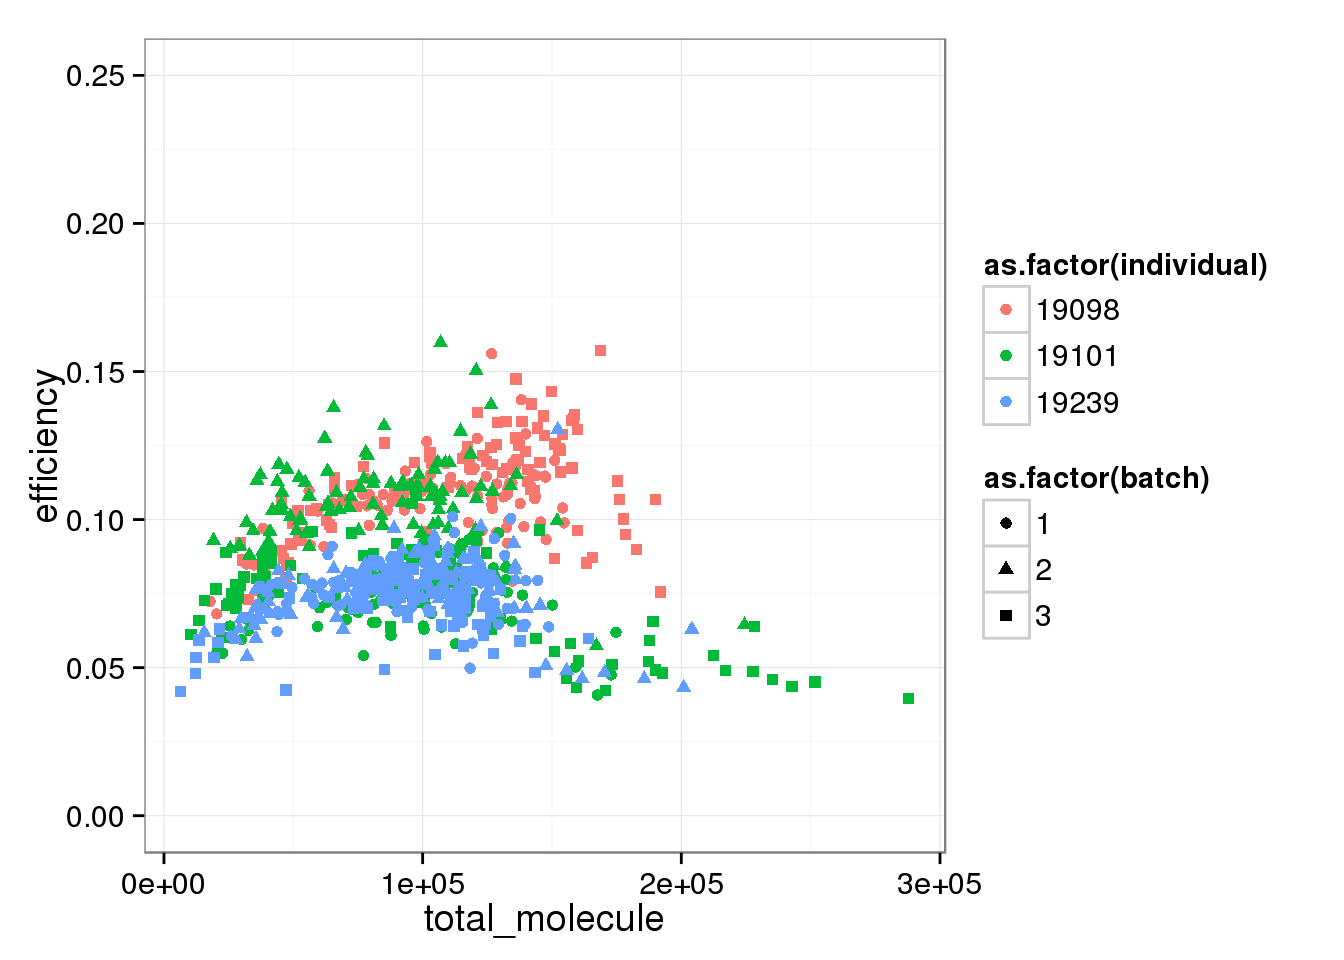 0.25
0.20
0.15
0.10
0.05
0.00
efficiency
0e+00 1e+05 2e+05 3e+05
total_molecule
as.factor(individual)
19098
19101
19239
as.factor(batch)
1
2
3